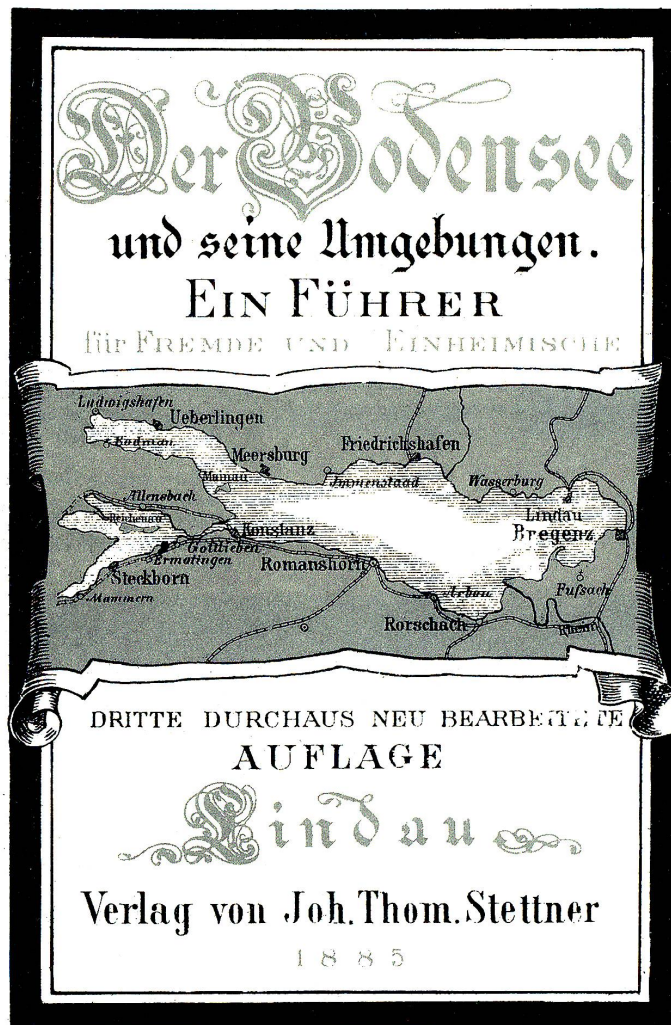 Der Bodensee
und seine Umgebungen.
EIN FÜHRER
für FREMDE UND EINHEIMISCHE
Ludwigshafen
Ueberlingen
Bodman
Meersburg
Friedrichshafen
Mainau
Immenstaad
Wasserburg
Allensbach
Reichenau
Lindau
Konstanz
Bregenz
Gottlieben
Ermatingen
Romanshorn
Steckborn
Arbon
Fussach
Mammern
Rorschach
Rhein
DRITTE DURCHAUS NEU BEARBEITETE
AUFLAGE
Lindau
Verlag von Joh. Thom. Stettner
1885